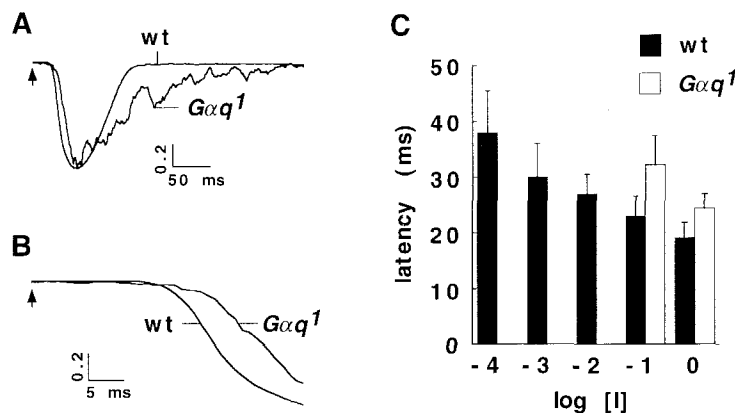 A
wt
Gαq¹
0.2
50 ms
B
wt
Gαq¹
0.2
5 ms
C
wt
Gαq¹
latency (ms)
50
40
30
20
10
0
-4 -3 -2 -1 0
log [I]